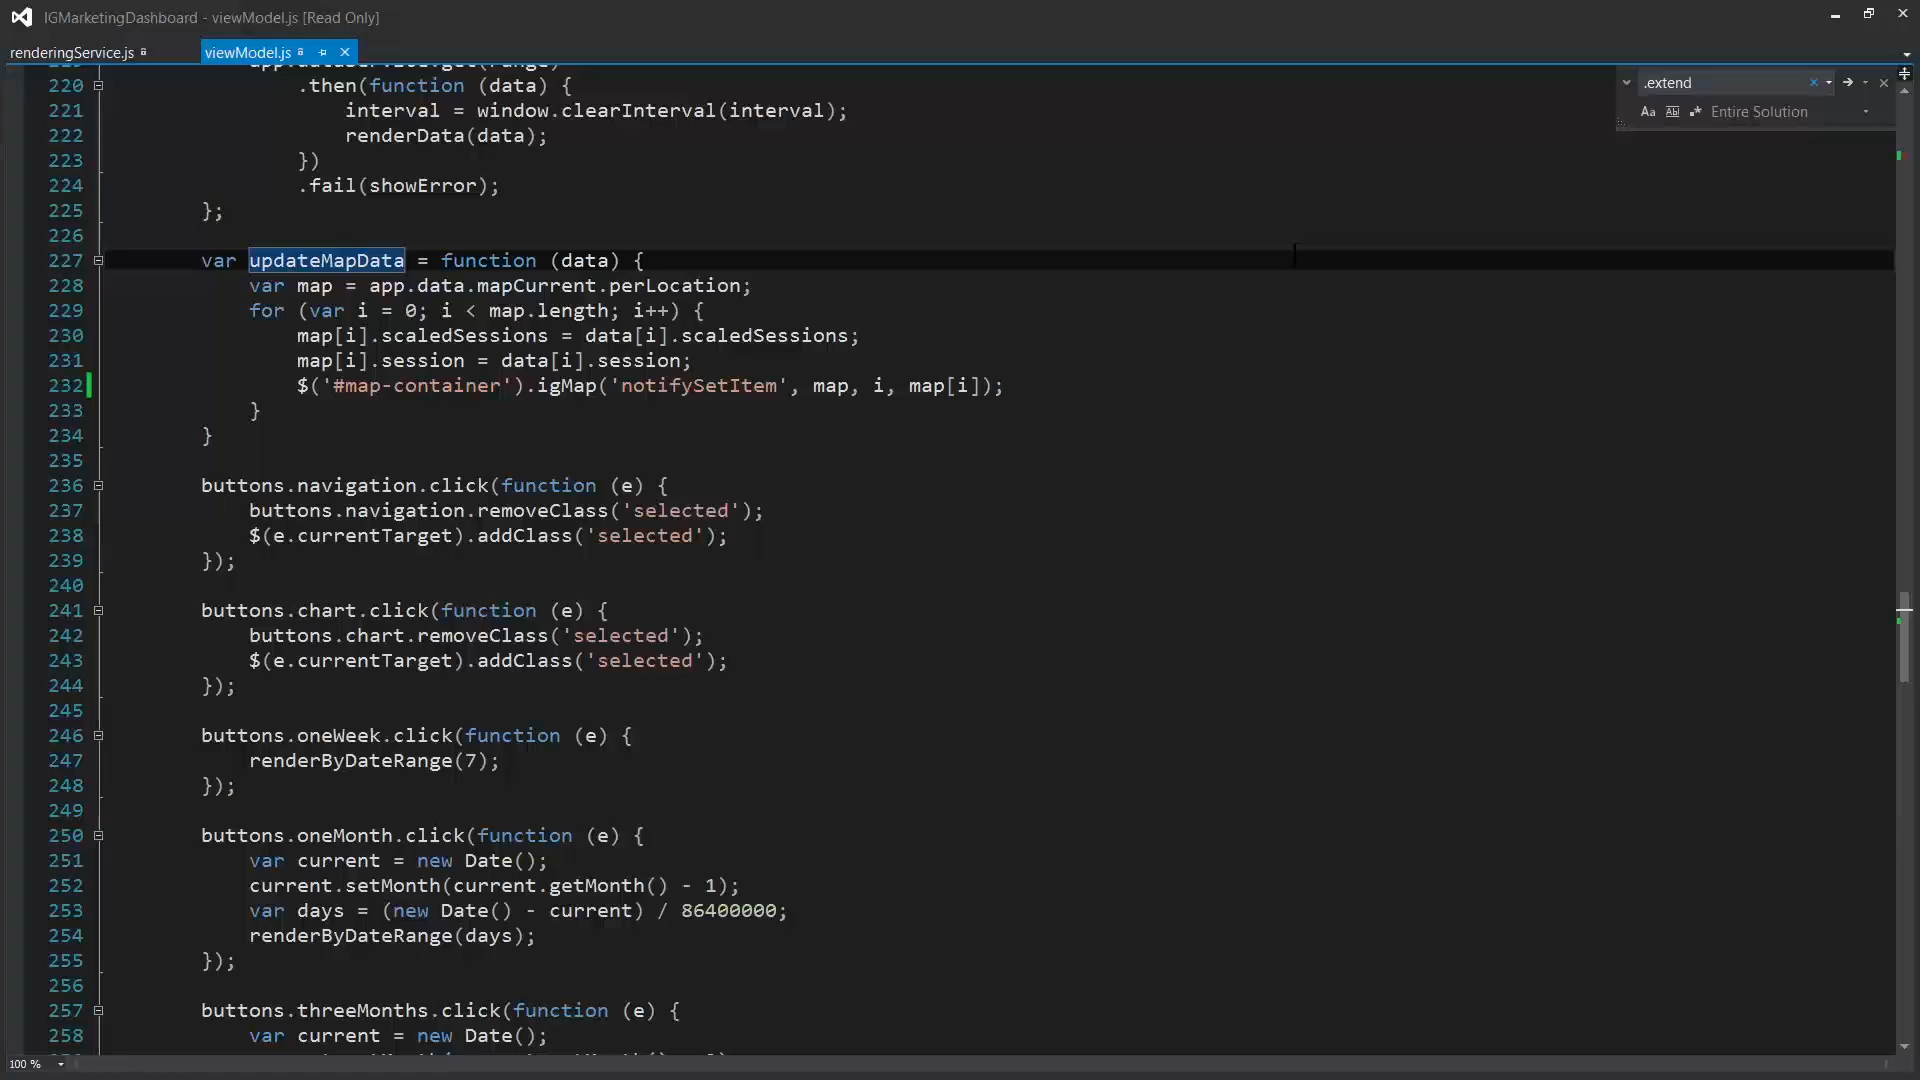 IGMarketingDashboard - viewModel.js [Read Only]
renderingService.js
viewModel.js
.extend
Aa Ab .* Entire Solution
220 .then(function (data) {
221 interval = window.clearInterval(interval);
222 renderData(data);
223 })
224 .fail(showError);
225 };
226
227 var updateMapData = function (data) {
228 var map = app.data.mapCurrent.perLocation;
229 for (var i = 0; i < map.length; i++) {
230 map[i].scaledSessions = data[i].scaledSessions;
231 map[i].session = data[i].session;
232 $('#map-container').igMap('notifySetItem', map, i, map[i]);
233 }
234 }
235
236 buttons.navigation.click(function (e) {
237 buttons.navigation.removeClass('selected');
238 $(e.currentTarget).addClass('selected');
239 });
240
241 buttons.chart.click(function (e) {
242 buttons.chart.removeClass('selected');
243 $(e.currentTarget).addClass('selected');
244 });
245
246 buttons.oneWeek.click(function (e) {
247 renderByDateRange(7);
248 });
249
250 buttons.oneMonth.click(function (e) {
251 var current = new Date();
252 current.setMonth(current.getMonth() - 1);
253 var days = (new Date() - current) / 86400000;
254 renderByDateRange(days);
255 });
256
257 buttons.threeMonths.click(function (e) {
258 var current = new Date();
100 %